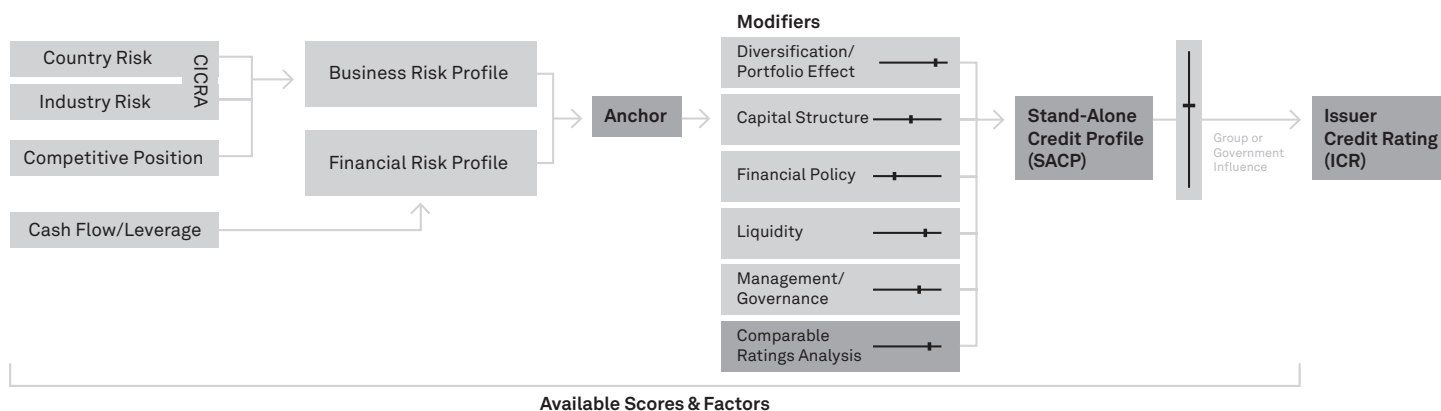 Modifiers
Country Risk
Industry Risk
CICRA
Competitive Position
Cash Flow/Leverage
Business Risk Profile
Financial Risk Profile
Anchor
Diversification/
Portfolio Effect
Capital Structure
Financial Policy
Liquidity
Management/
Governance
Comparable
Ratings Analysis
Stand-Alone
Credit Profile
(SACP)
Group or
Government
Influence
Issuer
Credit Rating
(ICR)
Available Scores & Factors